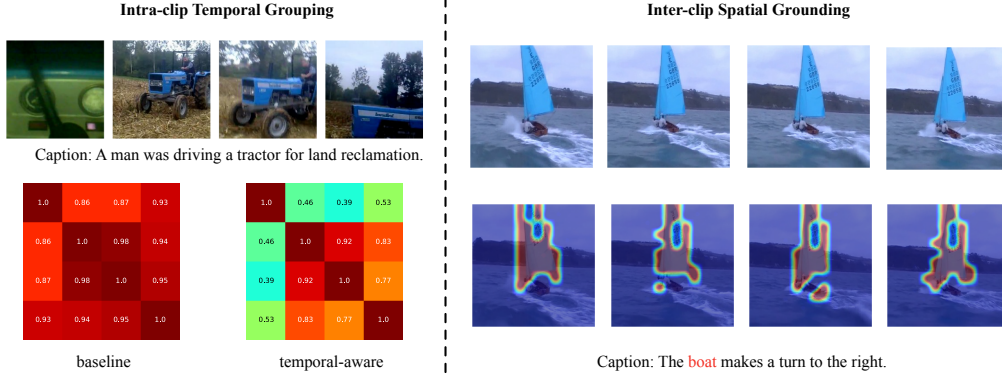 Intra-clip Temporal Grouping
Caption: A man was driving a tractor for land reclamation.
1.0 0.86 0.87 0.93
0.86 1.0 0.98 0.94
0.87 0.98 1.0 0.95
0.93 0.94 0.95 1.0
baseline
1.0 0.46 0.39 0.53
0.46 1.0 0.92 0.83
0.39 0.92 1.0 0.77
0.53 0.83 0.77 1.0
temporal-aware
Inter-clip Spatial Grounding
Caption: The boat makes a turn to the right.